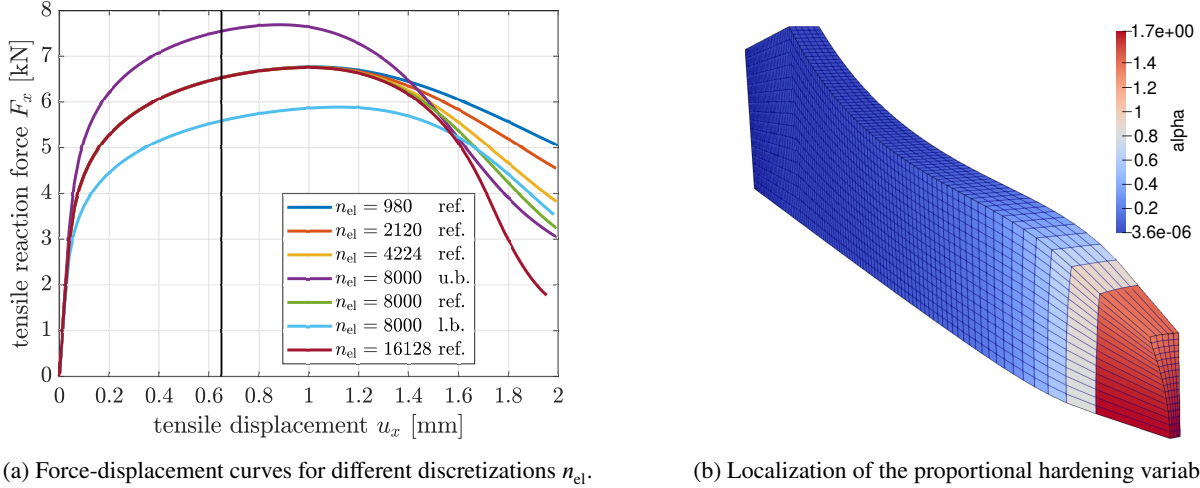 8
7
6
5
4
3
2
1
0
tensile reaction force F_x [kN]
n_el = 980 ref.
n_el = 2120 ref.
n_el = 4224 ref.
n_el = 8000 u.b.
n_el = 8000 ref.
n_el = 8000 l.b.
n_el = 16128 ref.
0 0.2 0.4 0.6 0.8 1 1.2 1.4 1.6 1.8 2
tensile displacement u_x [mm]
(a) Force-displacement curves for different discretizations n_el.
1.7e+00
1.4
1.2
1
0.8
0.6
0.4
0.2
3.6e-06
alpha
(b) Localization of the proportional hardening variab